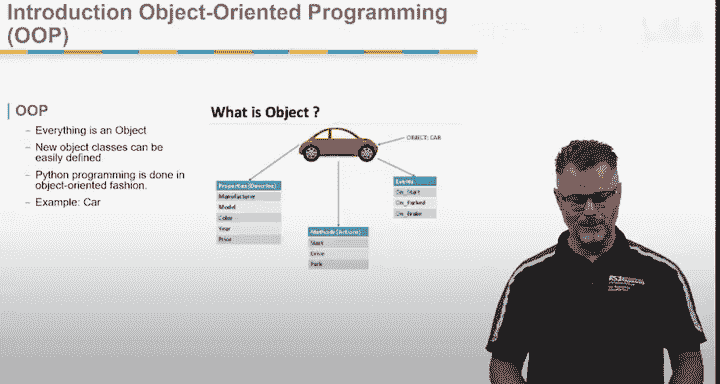 Introduction Object-Oriented Programming
(OOP)
OOP
– Everything is an Object
– New object classes can be
easily defined
– Python programming is done in
object-oriented fashion.
– Example: Car
What is Object ?
OBJECT: CAR
Properties (Describe)
Manufacturer
Model
Color
Year
Price
Methods (Actions)
Start
Drive
Park
Events
On_Start
On_Parked
On_Brake